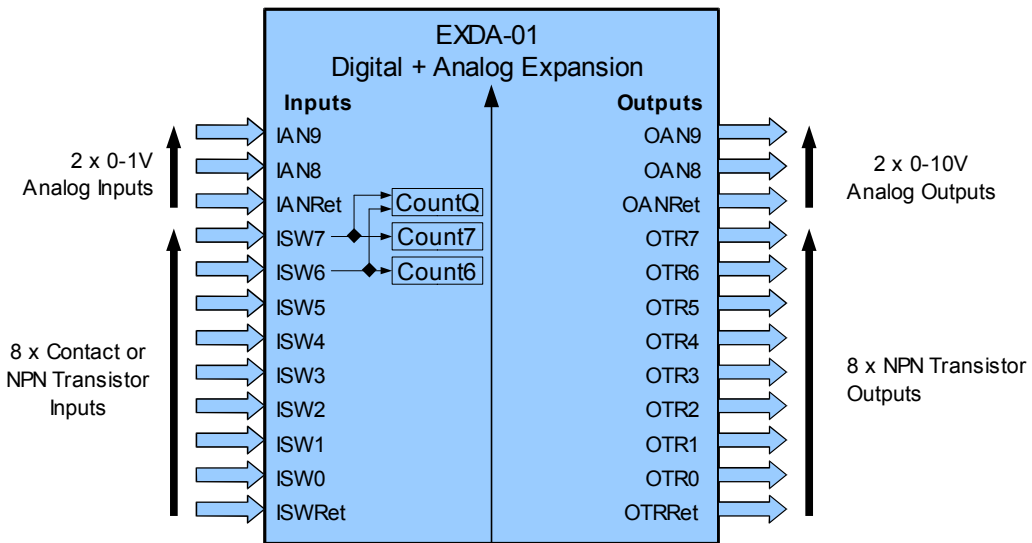 EXDA-01
Digital + Analog Expansion
Inputs
Outputs
2 x 0-1V
Analog Inputs
8 x Contact or
NPN Transistor
Inputs
IAN9
IAN8
IANRet
ISW7
ISW6
ISW5
ISW4
ISW3
ISW2
ISW1
ISW0
ISWRet
CountQ
Count7
Count6
OAN9
OAN8
OANRet
OTR7
OTR6
OTR5
OTR4
OTR3
OTR2
OTR1
OTR0
OTRRet
2 x 0-10V
Analog Outputs
8 x NPN Transistor
Outputs